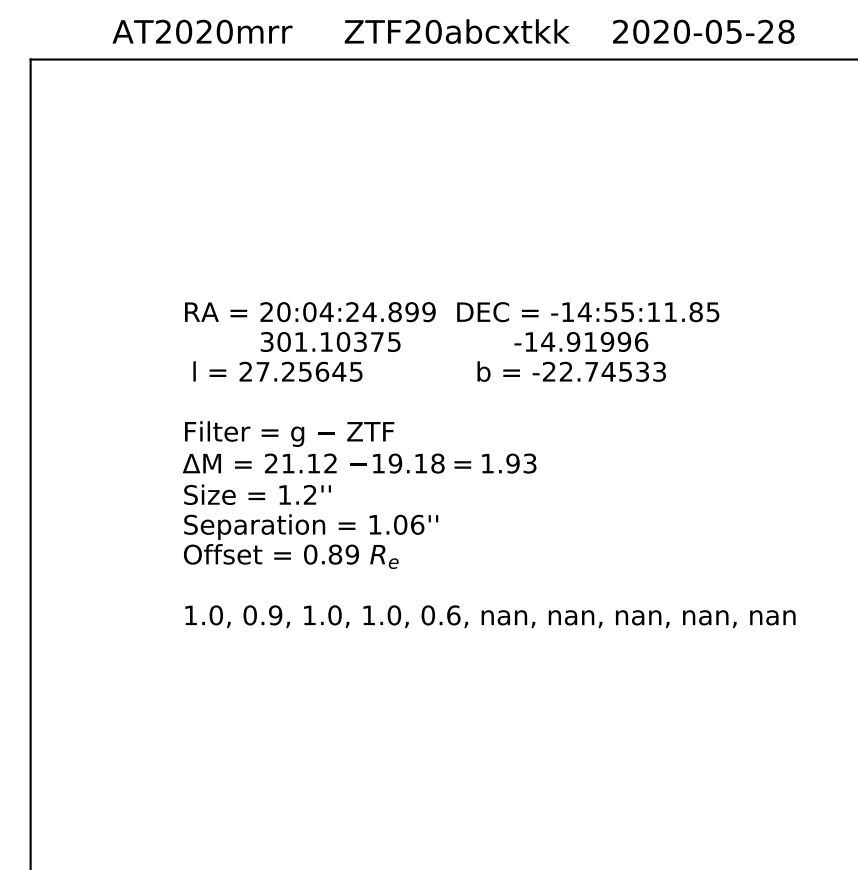 AT2020mrr ZTF20abcxtkk 2020-05-28
RA = 20:04:24.899 DEC = -14:55:11.85
301.10375 -14.91996
l = 27.25645 b = -22.74533
Filter = g − ZTF
ΔM = 21.12 −19.18 = 1.93
Size = 1.2''
Separation = 1.06''
Offset = 0.89 Rₑ
1.0, 0.9, 1.0, 1.0, 0.6, nan, nan, nan, nan, nan